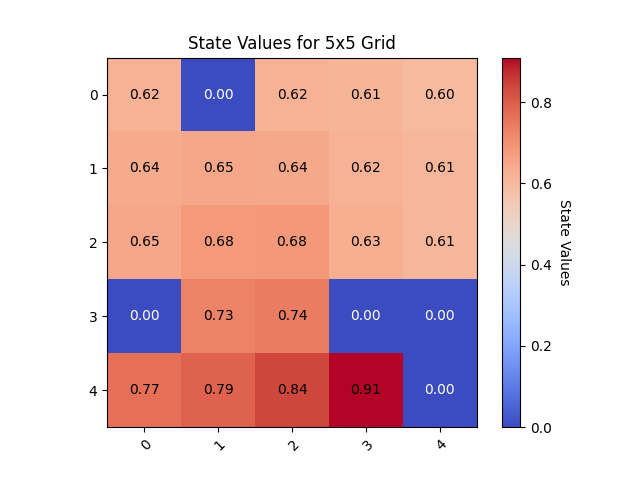 State Values for 5x5 Grid
0 0.62 0.00 0.62 0.61 0.60
1 0.64 0.65 0.64 0.62 0.61
2 0.65 0.68 0.68 0.63 0.61
3 0.00 0.73 0.74 0.00 0.00
4 0.77 0.79 0.84 0.91 0.00
0 1 2 3 4
0.8
0.6
0.4
0.2
0.0
State Values